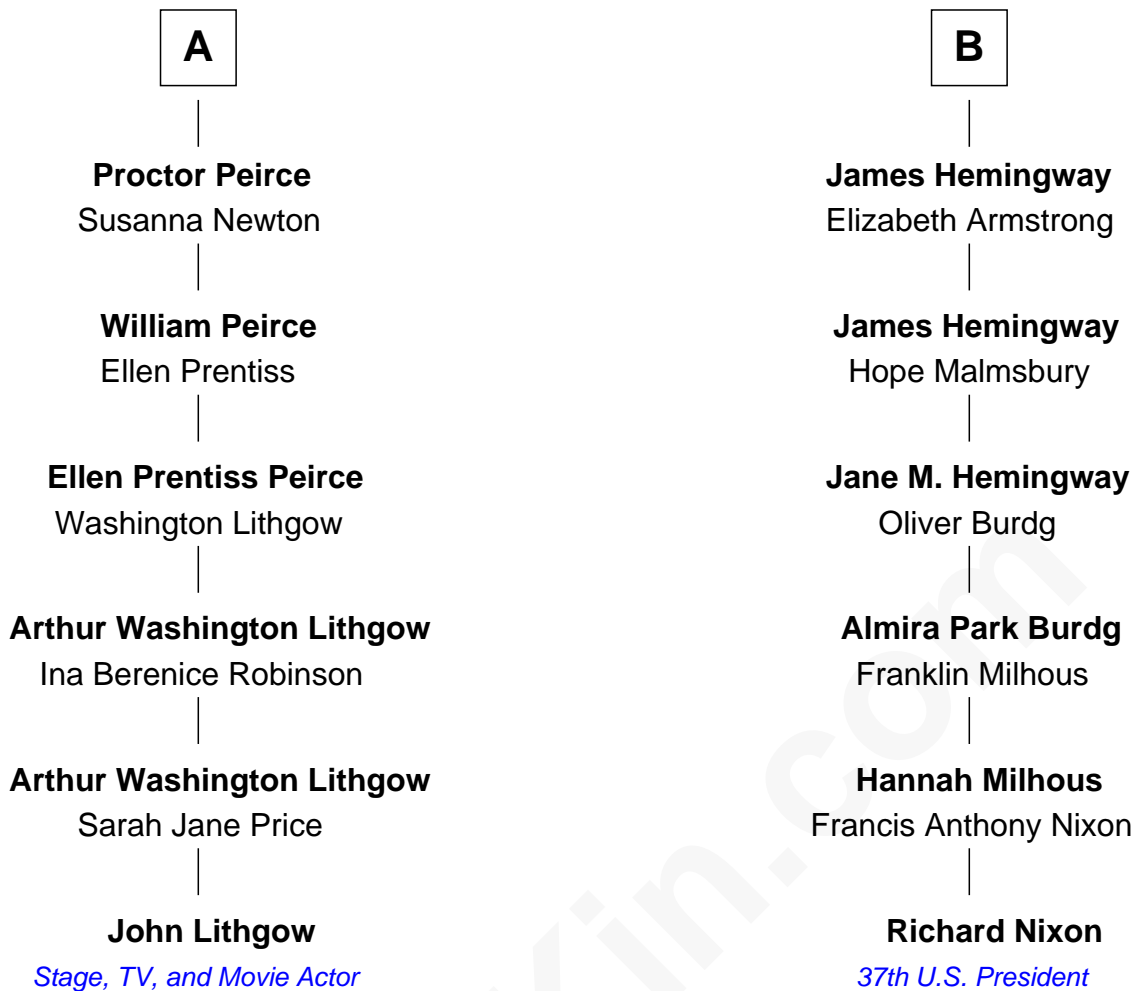 A
Proctor Peirce
Susanna Newton
William Peirce
Ellen Prentiss
Ellen Prentiss Peirce
Washington Lithgow
Arthur Washington Lithgow
Ina Berenice Robinson
Arthur Washington Lithgow
Sarah Jane Price
John Lithgow
Stage, TV, and Movie Actor
B
James Hemingway
Elizabeth Armstrong
James Hemingway
Hope Malmsbury
Jane M. Hemingway
Oliver Burdg
Almira Park Burdg
Franklin Milhous
Hannah Milhous
Francis Anthony Nixon
Richard Nixon
37th U.S. President
Kin.com